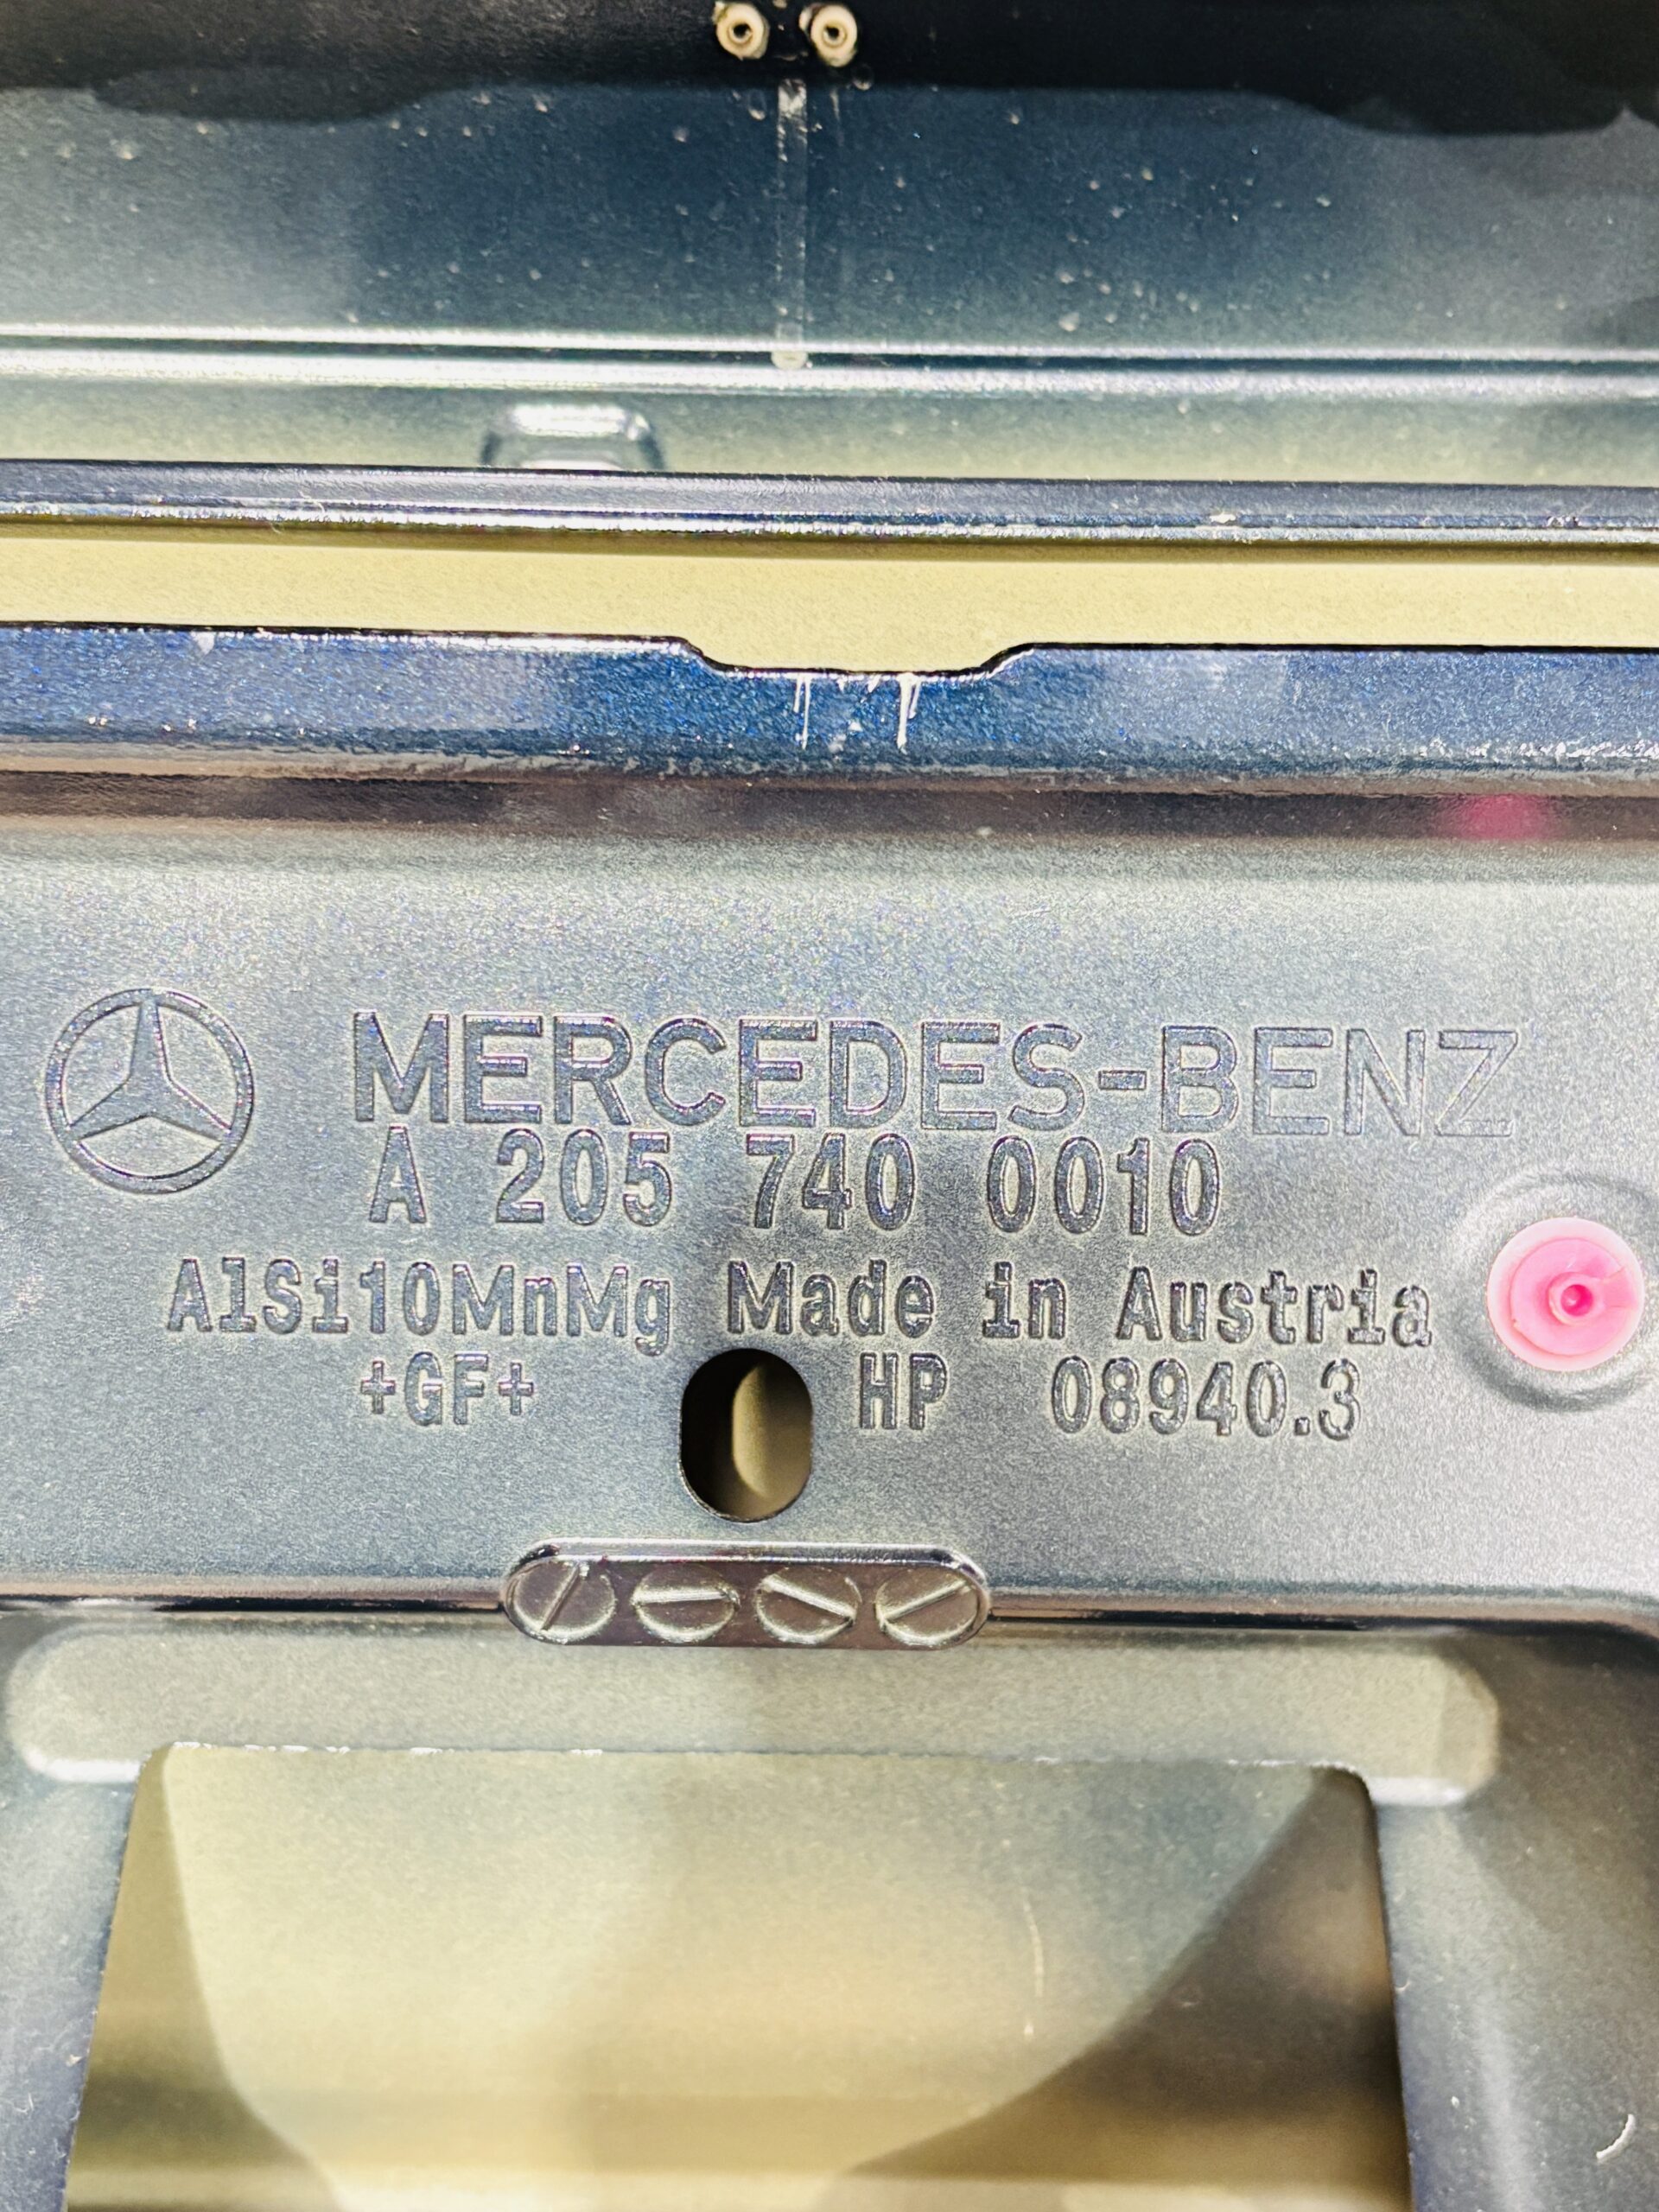 MERCEDES-BENZ
A 205 740 0010
AlSi10MnMg Made in Austria
+GF+ HP 08940.3